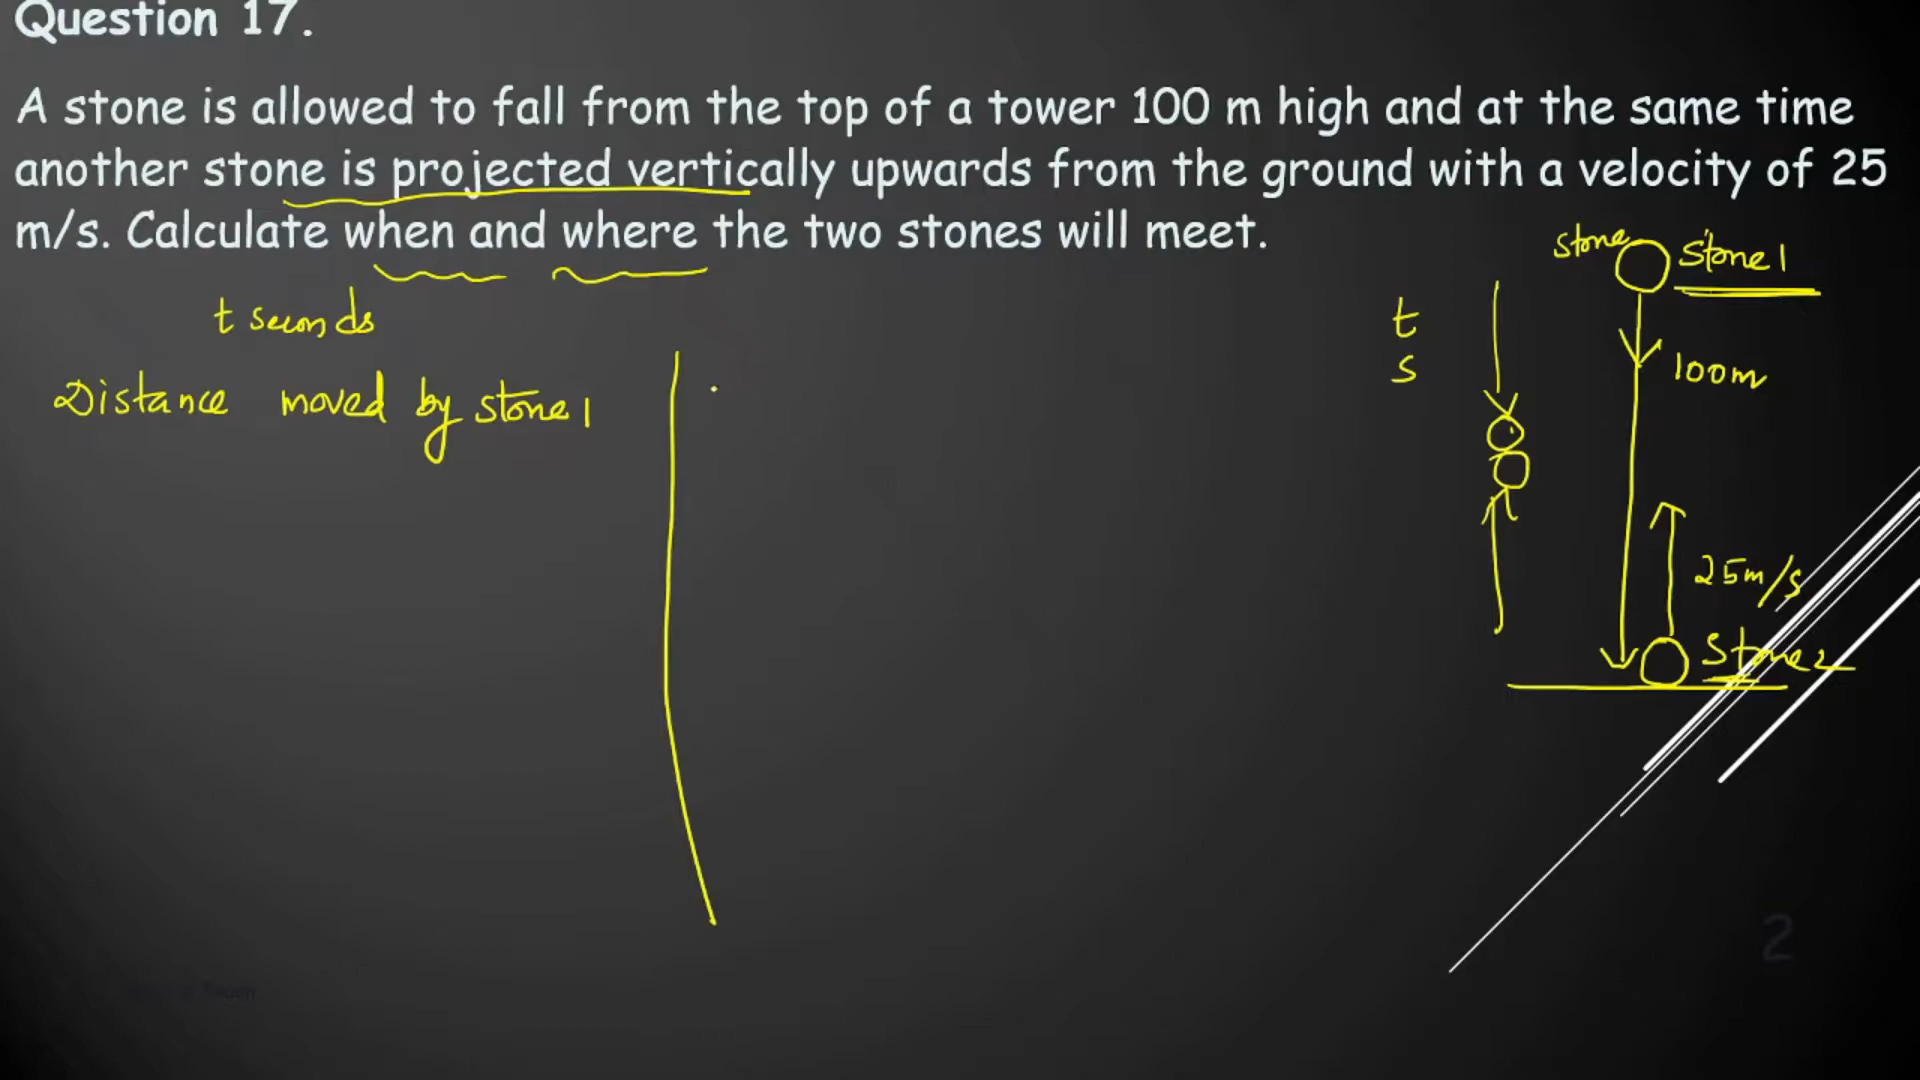 Question 17.
A stone is allowed to fall from the top of a tower 100 m high and at the same time
another stone is projected vertically upwards from the ground with a velocity of 25
m/s. Calculate when and where the two stones will meet.
stone
stone 1
t seconds
t
s
100m
Distance moved by stone 1
25m/s
Stone 2
2